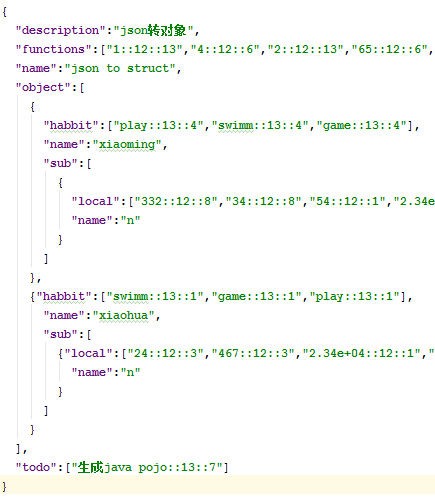 {
"description":"json转对象",
"functions":["1::12::13","4::12::6","2::12::13","65::12::6",
"name":"json to struct",
"object":[
{
"habbit":["play::13::4","swimm::13::4","game::13::4"],
"name":"xiaoming",
"sub":[
{
"local":["332::12::8","34::12::8","54::12::1","2.34e
"name":"n"
}
]
},
{"habbit":["swimm::13::1","game::13::1","play::13::1"],
"name":"xiaohua",
"sub":[
{"local":["24::12::3","467::12::3","2.34e+04::12::1","
"name":"n"
}
]
}
],
"todo":["生成java pojo::13::7"]
}